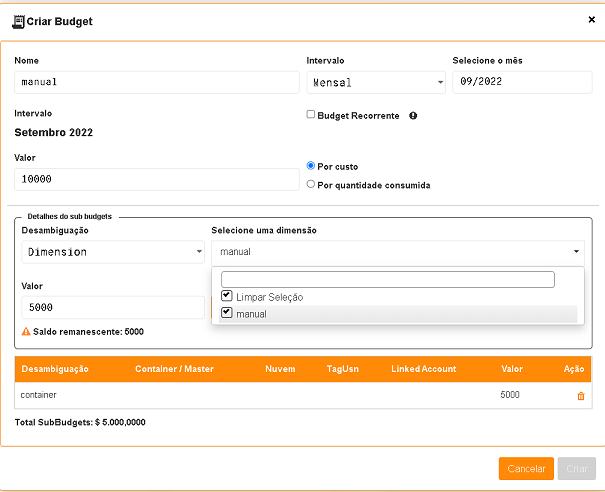 Criar Budget
×
Nome
Intervalo
Selecione o mês
manual
Mensal
09/2022
Intervalo
Budget Recorrente
Setembro 2022
Valor
Por custo
10000
Por quantidade consumida
Detalhes do sub budgets
Desambiguação
Selecione uma dimensão
Dimension
manual
Valor
Limpar Seleção
5000
manual
Saldo remanescente: 5000
Desambiguação Container / Master Nuvem TagUsn Linked Account Valor Ação
container 5000
Total SubBudgets: $ 5.000,0000
Cancelar
Criar